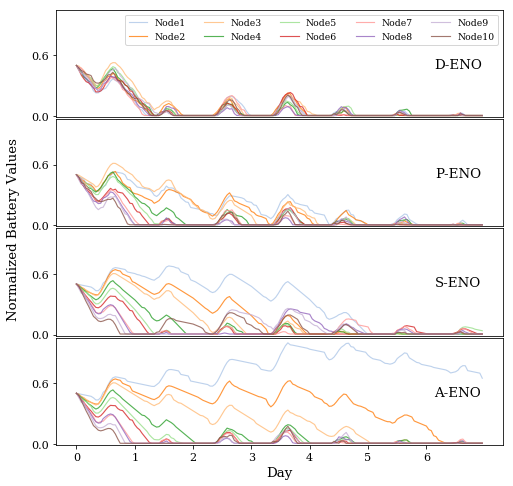 Node1 Node3 Node5 Node7 Node9
Node2 Node4 Node6 Node8 Node10
0.6
D-ENO
0.0
0.6
P-ENO
0.0
Normalized Battery Values
0.6
S-ENO
0.0
0.6
A-ENO
0.0
0 1 2 3 4 5 6
Day